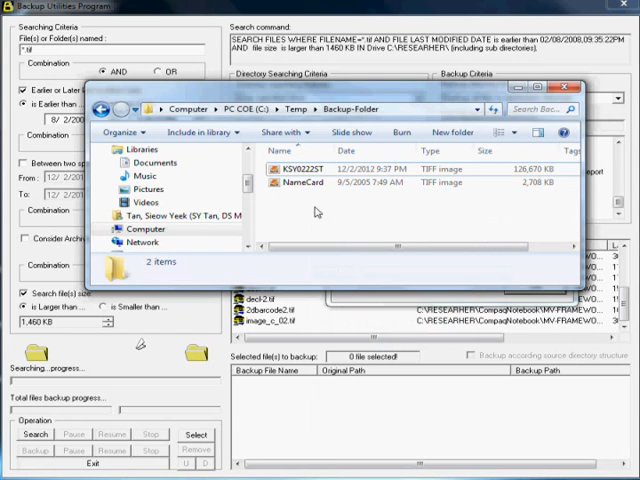 Backup Utilities Program
Searching Criteria
File(s) or Folder(s) named :
*.tif
Combination
AND OR
Earlier or Later
is Earlier ...
8/ 2/
Combination
Between two sp
From : 12/ 2/
To: 12/ 2/
Combination
Consider Archiv
Combination
Search file(s) size
is Larger than ... is Smaller than ...
1,460 KB
Searching...progress...
Total files backup progress...
Operation
Search Pause Resume Stop Select
Backup Pause Resume Stop Remove
Exit U D
Search command:
SEARCH FILES WHERE FILENAME=*.tif AND FILE LAST MODIFIED DATE is earlier than 02/08/2008,09:35:22PM
AND file size is larger than 1460 KB IN Drive C:\RESEARHER\ (including sub directories).
Directory Searching Criteria Backup Criteria
Computer PC COE (C:) Temp Backup-Folder Search Bac...
Organize Include in library Share with Slide show Burn New folder
Libraries
Documents
Music
Pictures
Videos
Tan, Sieow Yeek (SY Tan, DS M
Computer
Network
Name Date Type Size Tags
KSY0222ST 12/2/2012 9:37 PM TIFF image 126,670 KB
NameCard 9/5/2005 7:49 AM TIFF image 2,708 KB
2 items
eport
L..
decl-2.tif C:\RESEARHER\CompaqNotebook\MV-FRAMEWO...
2dbarcode2.tif C:\RESEARHER\CompaqNotebook\MV-FRAMEWO...
image_c_02.tif C:\RESEARHER\CompaqNotebook\MV-FRAMEWO...
Selected file(s) to backup: 0 file selected! Backup according source directory structure
Backup File Name Original Path Backup Path